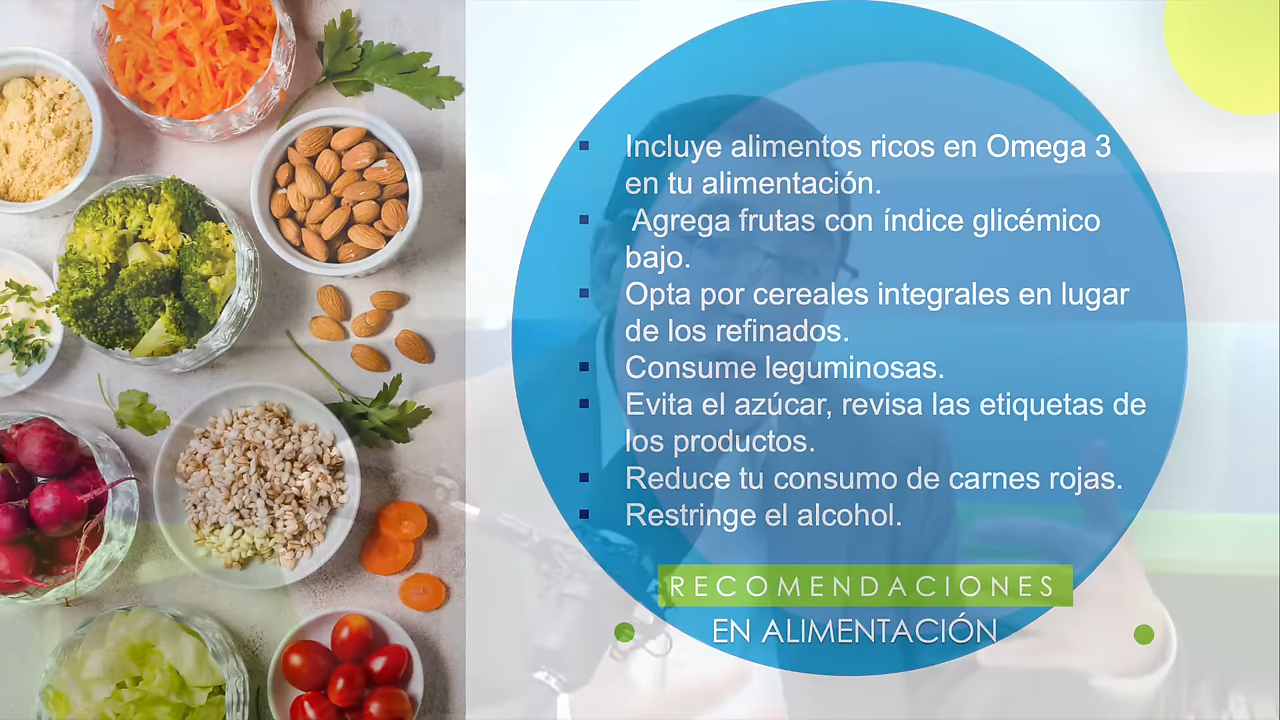 ▪ Incluye alimentos ricos en Omega 3
en tu alimentación.
▪ Agrega frutas con índice glicémico
bajo.
▪ Opta por cereales integrales en lugar
de los refinados.
▪ Consume leguminosas.
▪ Evita el azúcar, revisa las etiquetas de
los productos.
▪ Reduce tu consumo de carnes rojas.
▪ Restringe el alcohol.
RECOMENDACIONES
EN ALIMENTACIÓN